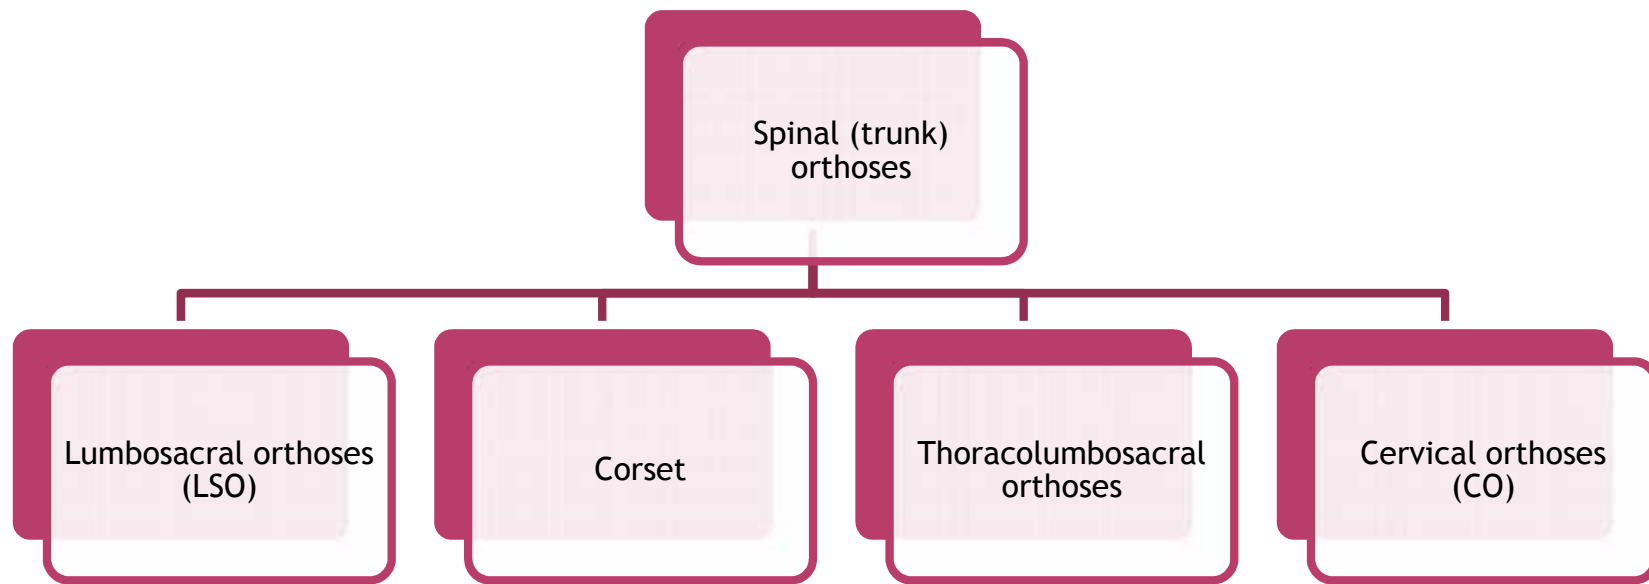 Spinal (trunk)
orthoses
Lumbosacral orthoses
(LSO)
Corset
Thoracolumbosacral
orthoses
Cervical orthoses
(CO)